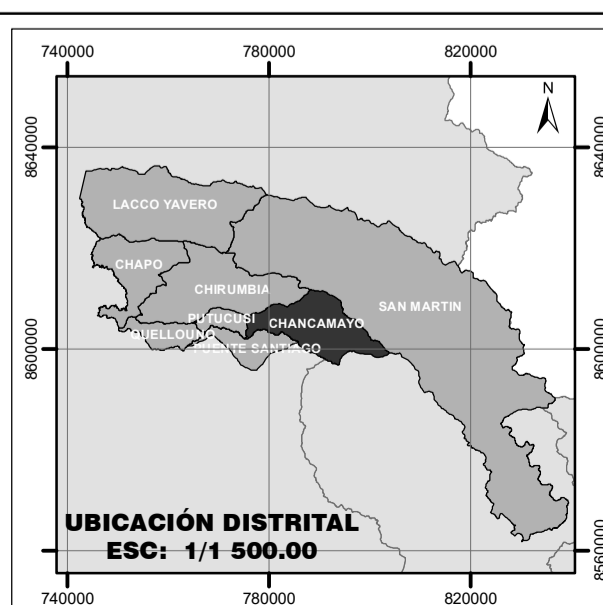 740000 780000 820000
N
8640000 8640000
LACCO YAVERO
CHAPO
CHIRUMBIA
SAN MARTIN
PUTUCUSI
CHANCAMAYO
QUELLOUNO
PUENTE SANTIAGO
8600000 8600000
UBICACIÓN DISTRITAL
ESC: 1/1 500.00
8560000 8560000
740000 780000 820000